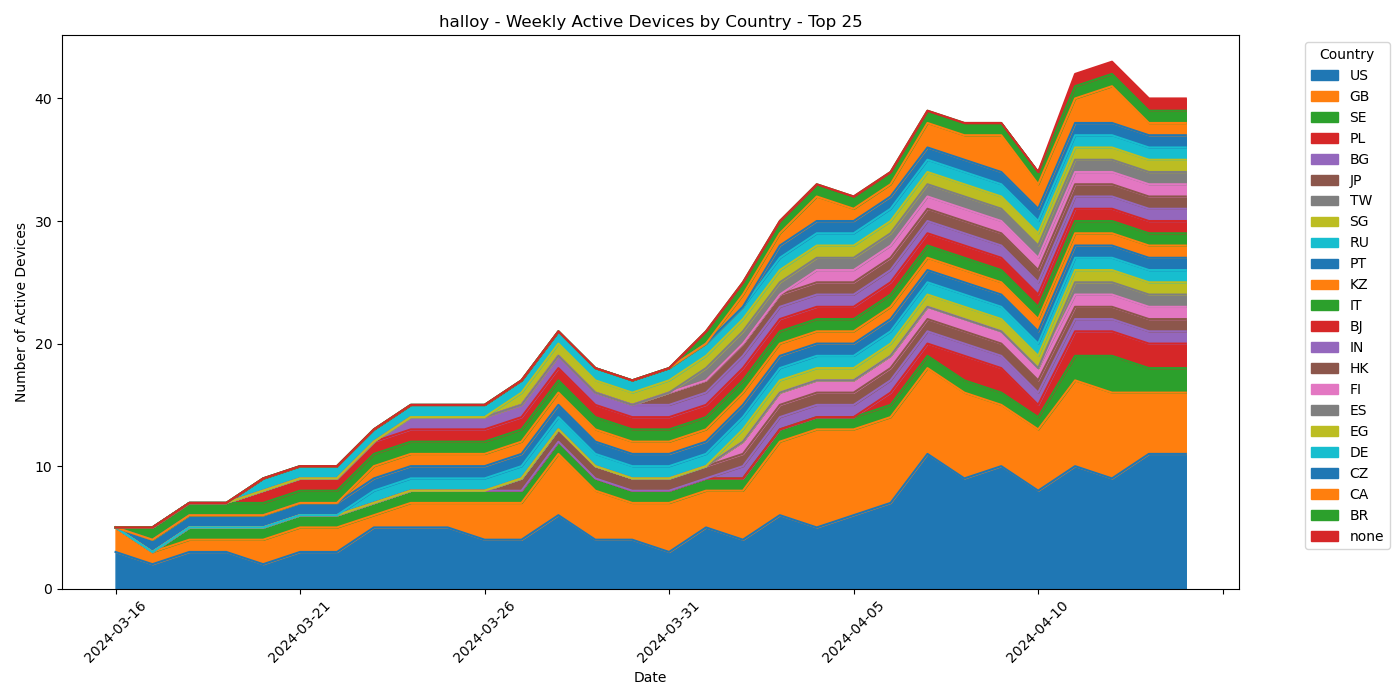 halloy - Weekly Active Devices by Country - Top 25
Number of Active Devices
40
30
20
10
0
2024-03-16
2024-03-21
2024-03-26
2024-03-31
2024-04-05
2024-04-10
Date
Country
US
GB
SE
PL
BG
JP
TW
SG
RU
PT
KZ
IT
BJ
IN
HK
FI
ES
EG
DE
CZ
CA
BR
none